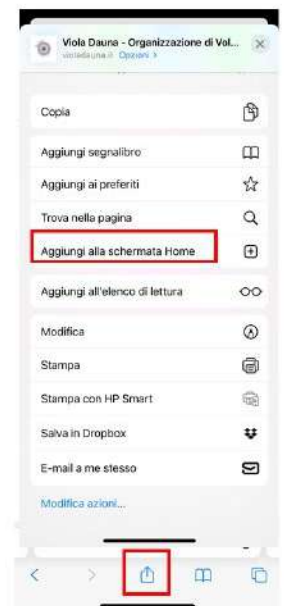 Viola Dauna - Organizzazione di Vol...
violadauna.it Opzioni >
Copia
Aggiungi segnalibro
Aggiungi ai preferiti
Trova nella pagina
Aggiungi alla schermata Home
Aggiungi all'elenco di lettura
Modifica
Stampa
Stampa con HP Smart
Salva in Dropbox
E-mail a me stesso
Modifica azioni...